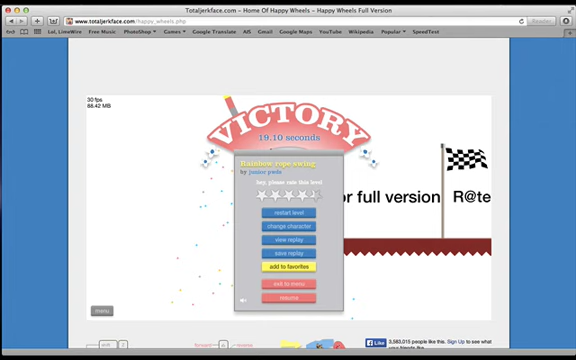 Totaljerkface.com – Home Of Happy Wheels – Happy Wheels Full Version
www.totaljerkface.com/happy_wheels.php
Reader
Lol, LimeWire Free Music PhotoShop Games Google Translate AIS Gmail Google Maps YouTube Wikipedia Popular SpeedTest
30 fps
88.42 MB
VICTORY
19.10 seconds
Rainbow rope swing
by junior pwds
hey, please rate this level
or full version R@te
restart level
change character
view replay
save replay
add to favorites
exit to menu
resume
menu
Like 3,583,015 people like this. Sign Up to see what
your friends like.